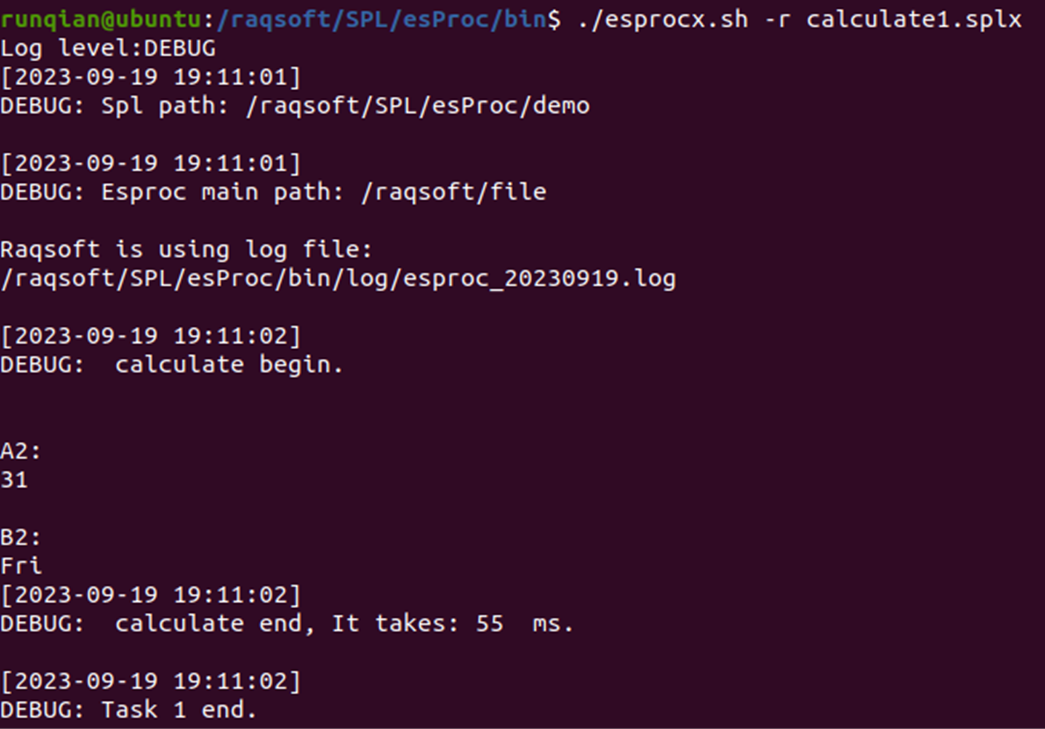 runqian@ubuntu:/raqsoft/SPL/esProc/bin$ ./esprocx.sh -r calculate1.splx
Log level:DEBUG
[2023-09-19 19:11:01]
DEBUG: Spl path: /raqsoft/SPL/esProc/demo
[2023-09-19 19:11:01]
DEBUG: Esproc main path: /raqsoft/file
Raqsoft is using log file:
/raqsoft/SPL/esProc/bin/log/esproc_20230919.log
[2023-09-19 19:11:02]
DEBUG:  calculate begin.
A2:
31
B2:
Fri
[2023-09-19 19:11:02]
DEBUG:  calculate end, It takes: 55  ms.
[2023-09-19 19:11:02]
DEBUG: Task 1 end.